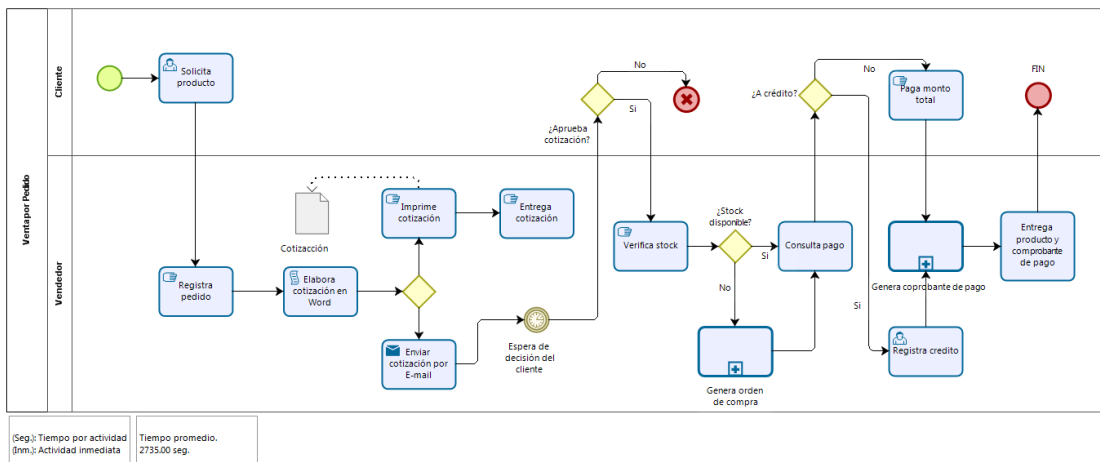 Ventapor Pedido
Cliente
Vendedor
Solicita
producto
No
Si
¿Aprueba
cotización?
¿A crédito?
No
Si
Paga monto
total
FIN
Cotizacción
Imprime
cotización
Entrega
cotización
Registra
pedido
Elabora
cotización en
Word
Enviar
cotización por
E-mail
Espera de
decisión del
cliente
Verifica stock
¿Stock
disponible?
Si
No
Consulta pago
Genera orden
de compra
Genera coprobante de pago
Registra credito
Entrega
producto y
comprobante
de pago
(Seg.): Tiempo por actividad
(Inm.): Actividad inmediata
Tiempo promedio.
2735.00 seg.